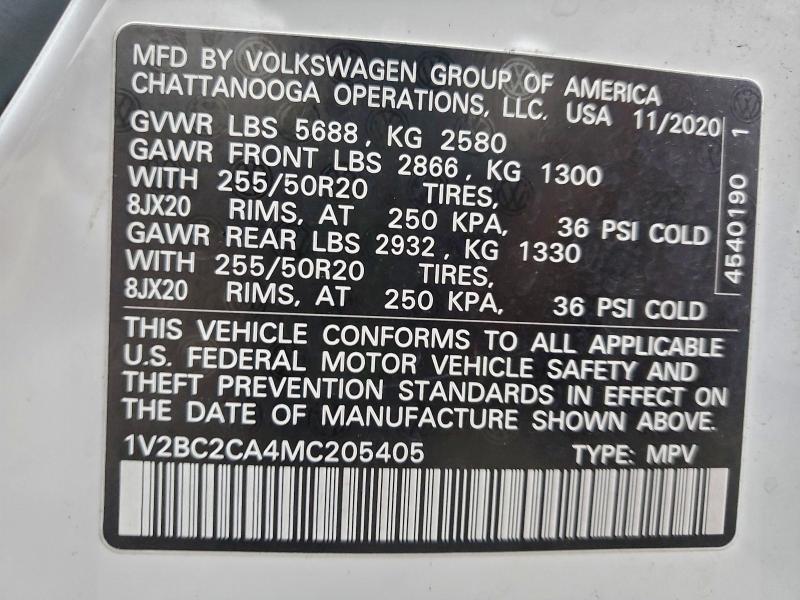 MFD BY VOLKSWAGEN GROUP OF AMERICA
CHATTANOOGA OPERATIONS, LLC. USA 11/2020
GVWR LBS 5688, KG 2580
GAWR FRONT LBS 2866, KG 1300
WITH 255/50R20 TIRES,
8JX20 RIMS, AT 250 KPA, 36 PSI COLD
GAWR REAR LBS 2932, KG 1330
WITH 255/50R20 TIRES,
8JX20 RIMS, AT 250 KPA, 36 PSI COLD
4540190 1
THIS VEHICLE CONFORMS TO ALL APPLICABLE
U.S. FEDERAL MOTOR VEHICLE SAFETY AND
THEFT PREVENTION STANDARDS IN EFFECT ON
THE DATE OF MANUFACTURE SHOWN ABOVE.
1V2BC2CA4MC205405 TYPE: MPV